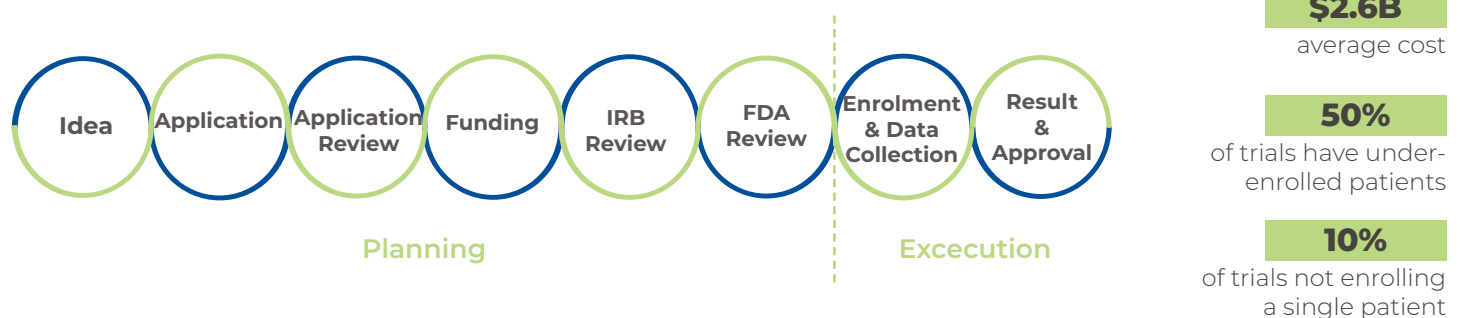 Idea
Application
Application
Review
Funding
IRB
Review
FDA
Review
Enrolment
& Data
Collection
Result
&
Approval
Planning
Excecution
$2.6B
average cost
50%
of trials have under-
enrolled patients
10%
of trials not enrolling
a single patient